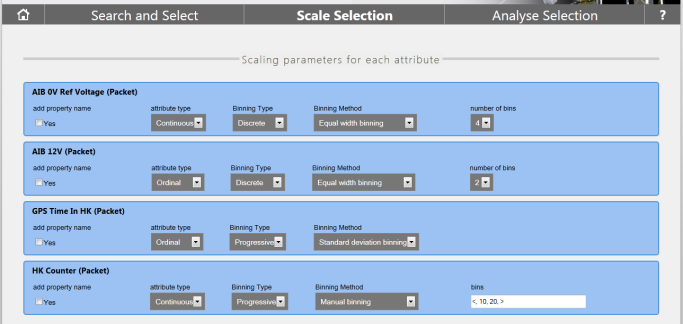 Search and Select Scale Selection Analyse Selection ?
Scaling parameters for each attribute
AIB 0V Ref Voltage (Packet)
add property name attribute type Binning Type Binning Method number of bins
Yes Continuous Discrete Equal width binning 4
AIB 12V (Packet)
add property name attribute type Binning Type Binning Method number of bins
Yes Ordinal Discrete Equal width binning 2
GPS Time In HK (Packet)
add property name attribute type Binning Type Binning Method
Yes Ordinal Progressive Standard deviation binning
HK Counter (Packet)
add property name attribute type Binning Type Binning Method bins
Yes Continuous Progressive Manual binning <, 10, 20, >